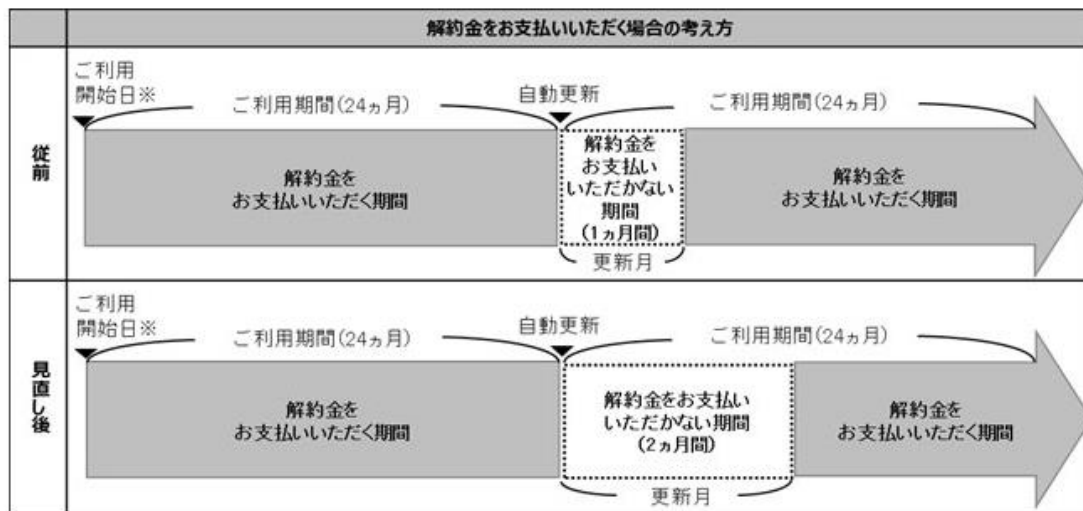 解約金をお支払いいただく場合の考え方
従前
ご利用
開始日※
ご利用期間(24ヵ月)
自動更新
ご利用期間(24ヵ月)
解約金を
お支払いいただく期間
解約金を
お支払い
いただかない
期間
(1ヵ月間)
解約金を
お支払いいただく期間
更新月
見直し後
ご利用
開始日※
ご利用期間(24ヵ月)
自動更新
ご利用期間(24ヵ月)
解約金を
お支払いいただく期間
解約金をお支払い
いただかない期間
(2ヵ月間)
解約金を
お支払いいただく期間
更新月